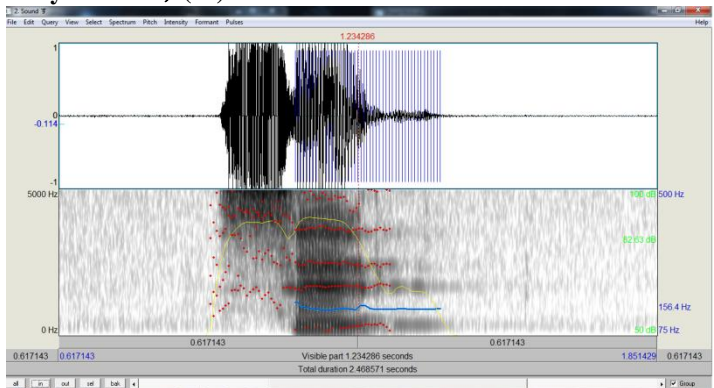 2. Sound
File Edit Query View Select Spectrum Pitch Intensity Formant Pulses Help
1.234286
1
0
-0.114
-1
5000 Hz 100 dB 500 Hz
82.63 dB
156.4 Hz
0 Hz 50 dB 75 Hz
0.617143 0.617143
0.617143 0.617143 Visible part 1.234286 seconds 1.851429 0.617143
Total duration 2.468571 seconds
all in out sel bak Group